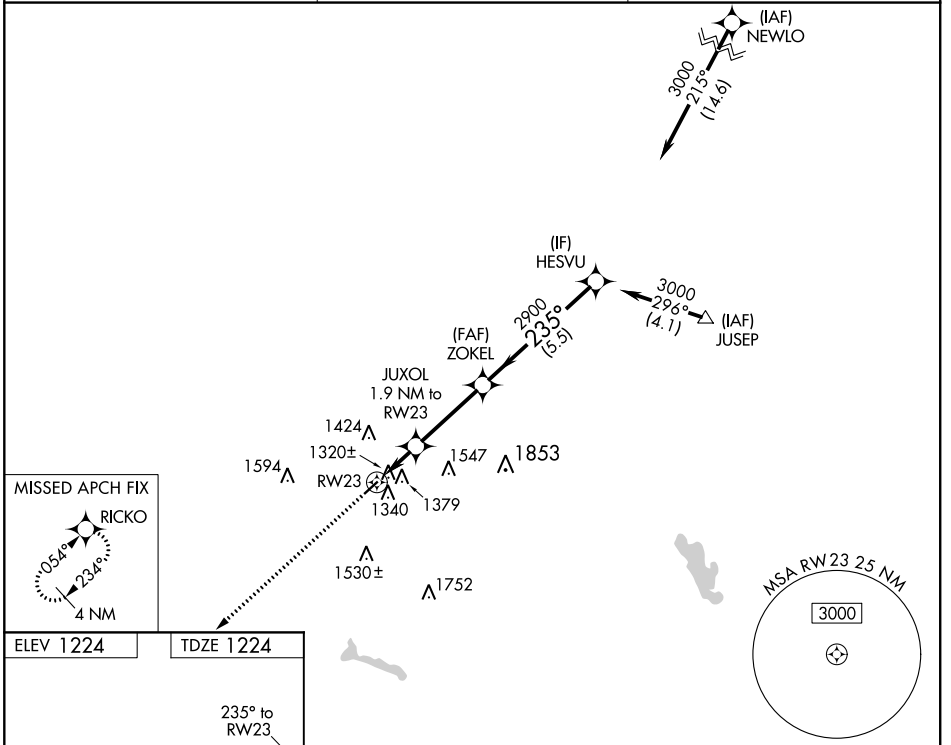 (IAF)
NEWLO
3000
215°
(14.6)
(IF)
HESVU
3000
296°
(4.1)
(IAF)
JUSEP
2900
235°
(5.5)
(FAF)
ZOKEL
JUXOL
1.9 NM to
RW23
1424
1320±
1594
RW23
1547
1853
1340
1379
1530±
1752
MISSED APCH FIX
RICKO
054°
234°
4 NM
MSA RW23 25 NM
3000
ELEV 1224
TDZE 1224
235° to
RW23